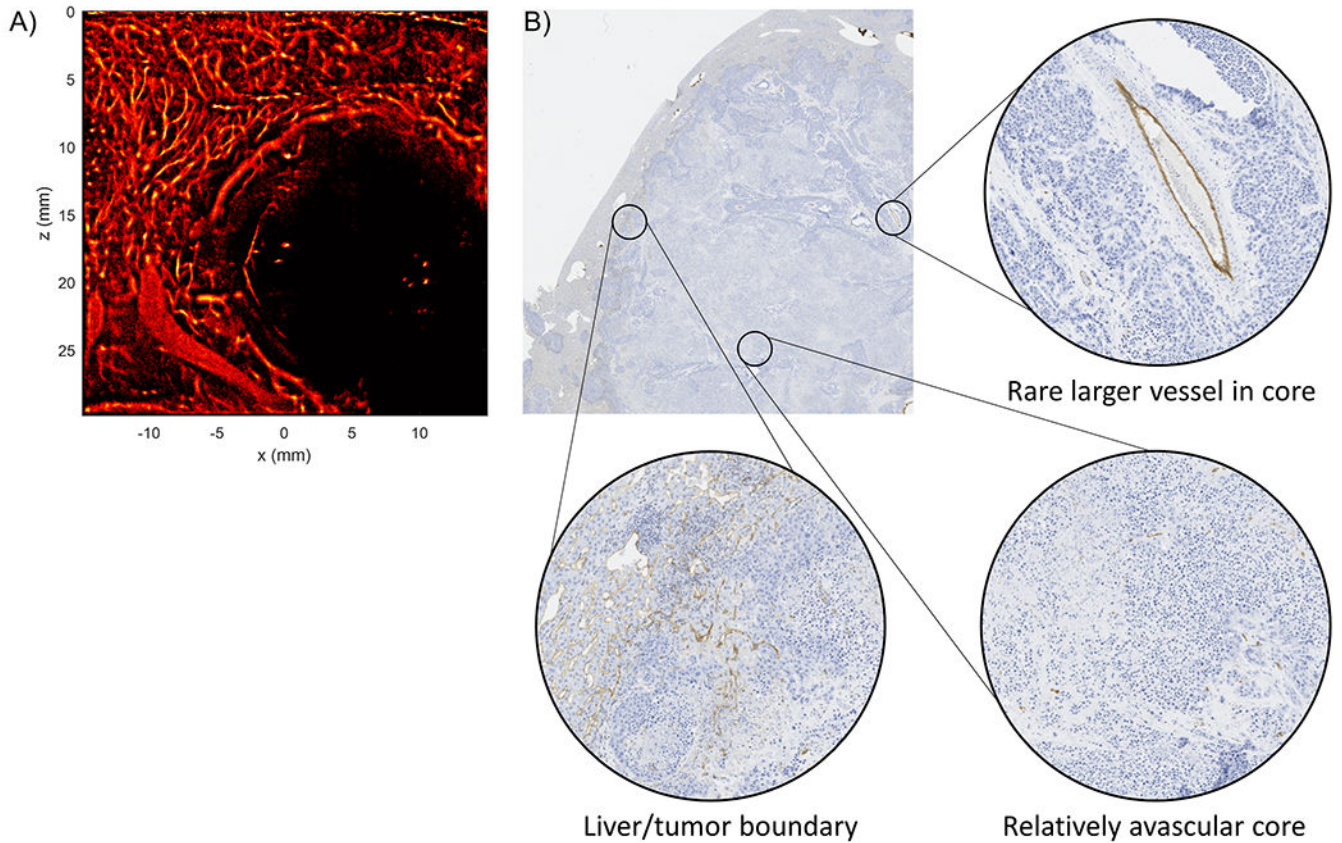 A)
0
5
10
15
20
25
z (mm)
-10 -5 0 5 10
x (mm)
B)
Rare larger vessel in core
Liver/tumor boundary
Relatively avascular core